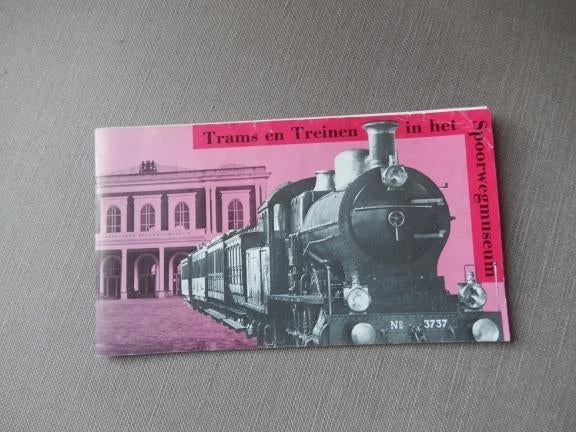 Trams en Treinen in het
Spoorwegmuseum
No 3737